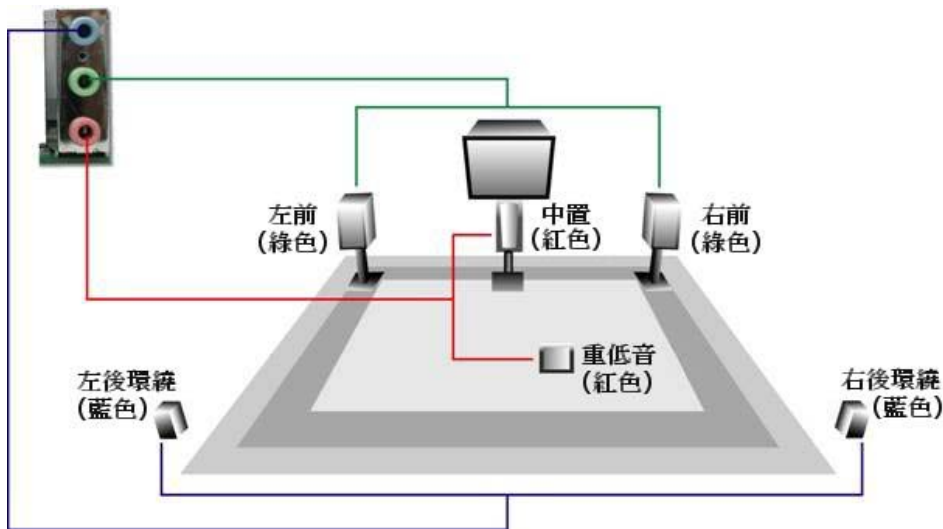 左前
(綠色)
中置
(紅色)
右前
(綠色)
重低音
(紅色)
左後環繞
(藍色)
右後環繞
(藍色)